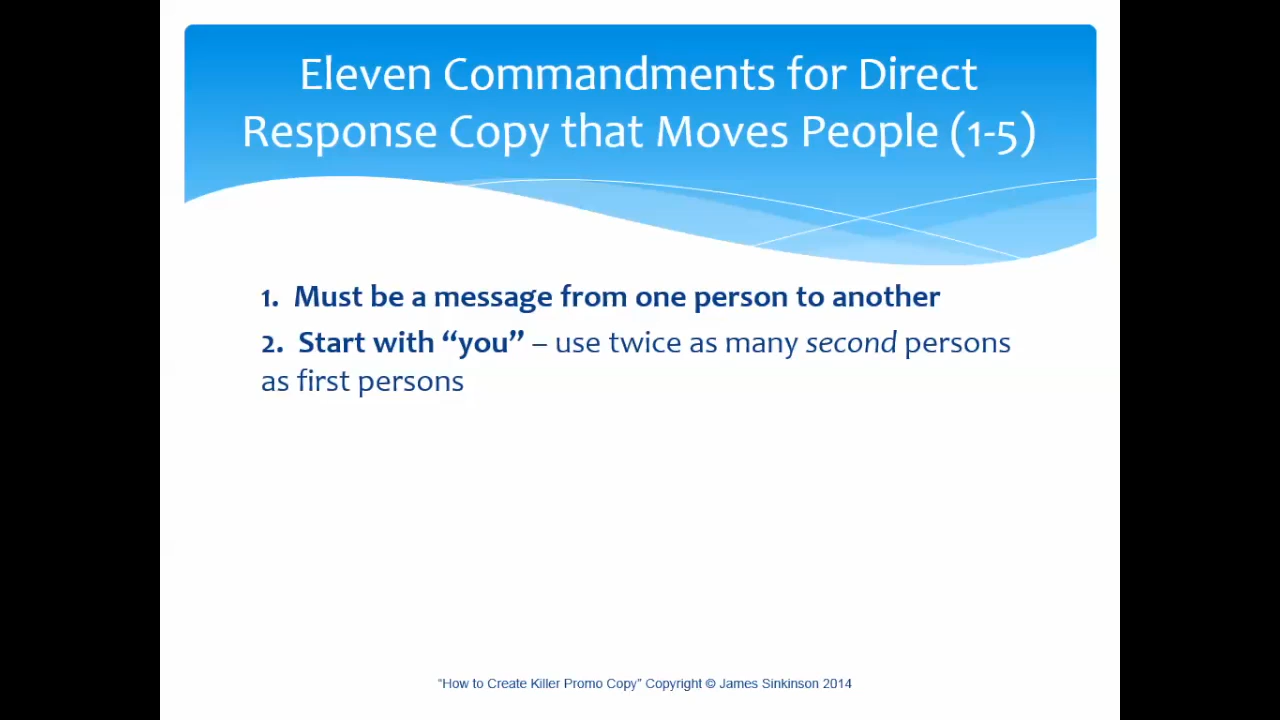 Eleven Commandments for Direct
Response Copy that Moves People (1-5)
1. Must be a message from one person to another
2. Start with “you” – use twice as many second persons
as first persons
“How to Create Killer Promo Copy” Copyright © James Sinkinson 2014